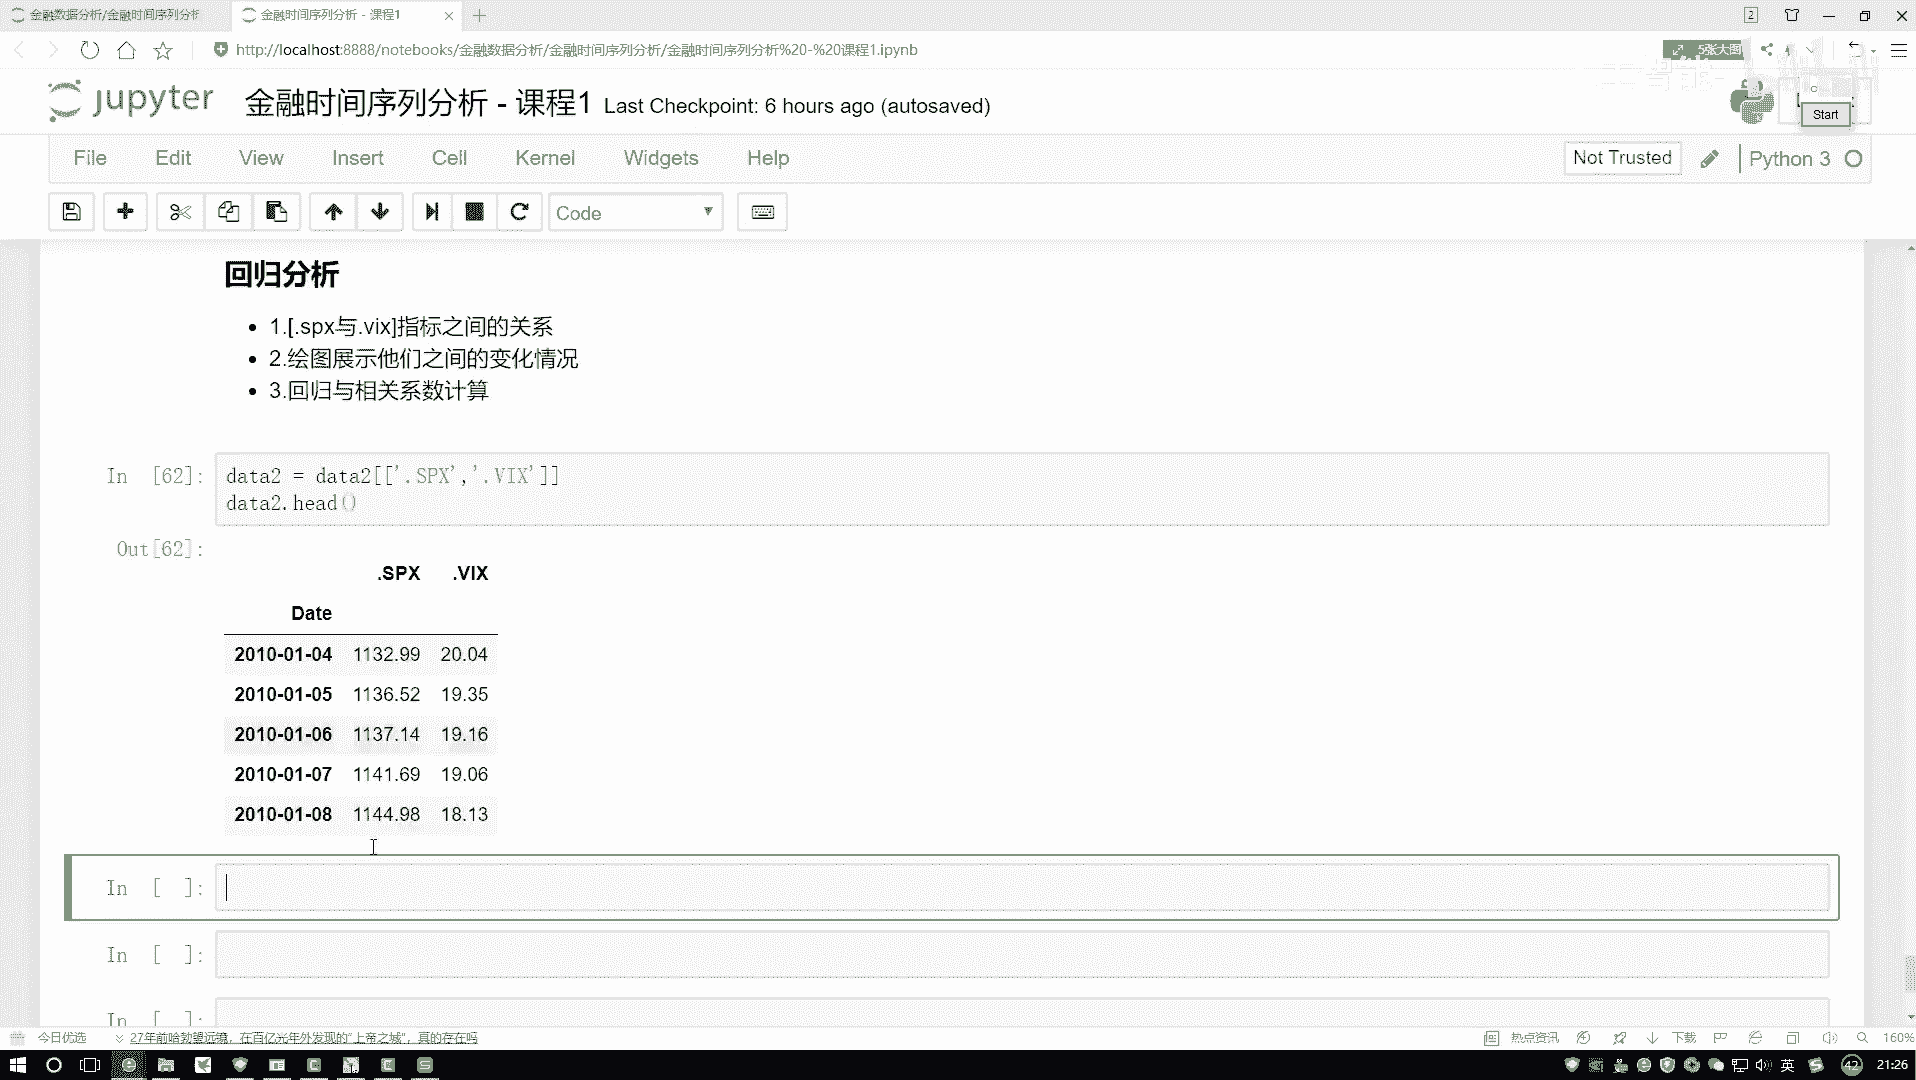 金融数据分析/金融时间序列分析
金融时间序列分析 - 课程1
2
http://localhost:8888/notebooks/金融数据分析/金融时间序列分析/金融时间序列分析%20-%20课程1.ipynb
5张大图
jupyter
金融时间序列分析 - 课程1 Last Checkpoint: 6 hours ago (autosaved)
Start
File Edit View Insert Cell Kernel Widgets Help
Not Trusted
Python 3
Code
回归分析
1.[.spx与.vix]指标之间的关系
2.绘图展示他们之间的变化情况
3.回归与相关系数计算
In [62]: data2 = data2[['.SPX','.VIX']]
data2.head()
Out[62]:
.SPX .VIX
Date
2010-01-04 1132.99 20.04
2010-01-05 1136.52 19.35
2010-01-06 1137.14 19.16
2010-01-07 1141.69 19.06
2010-01-08 1144.98 18.13
In [ ]:
In [ ]:
In [ ]:
今日优选
27年前哈勃望远镜，在百亿光年外发现的"上帝之城"，真的存在吗
热点资讯
下载
160%
英
42
21:26